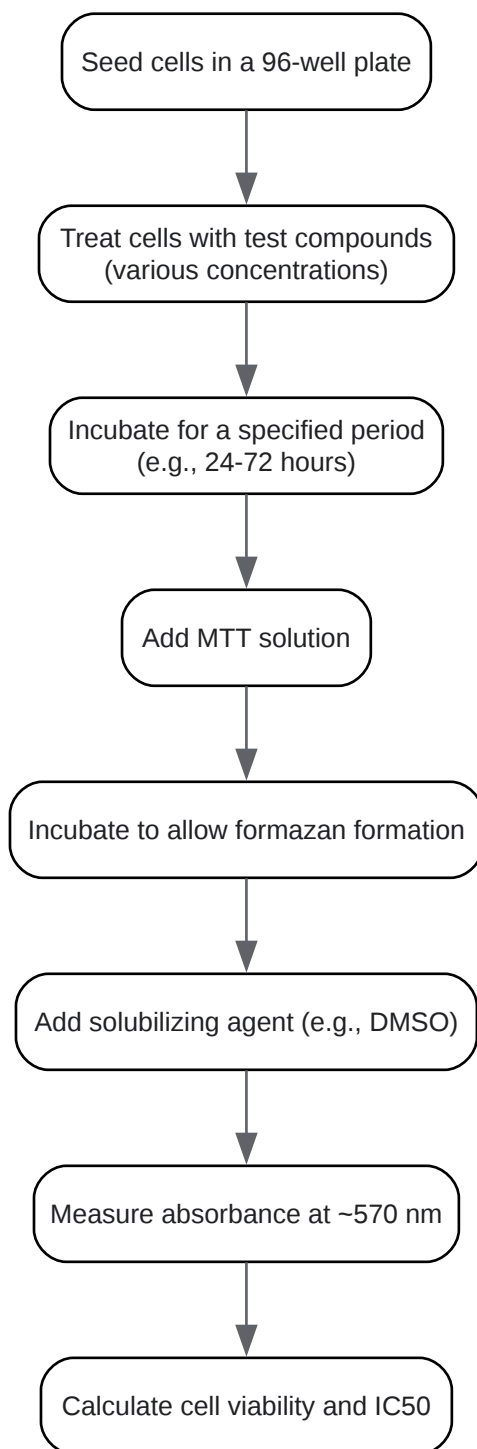 Seed cells in a 96-well plate
Treat cells with test compounds
(various concentrations)
Incubate for a specified period
(e.g., 24-72 hours)
Add MTT solution
Incubate to allow formazan formation
Add solubilizing agent (e.g., DMSO)
Measure absorbance at ~570 nm
Calculate cell viability and IC50